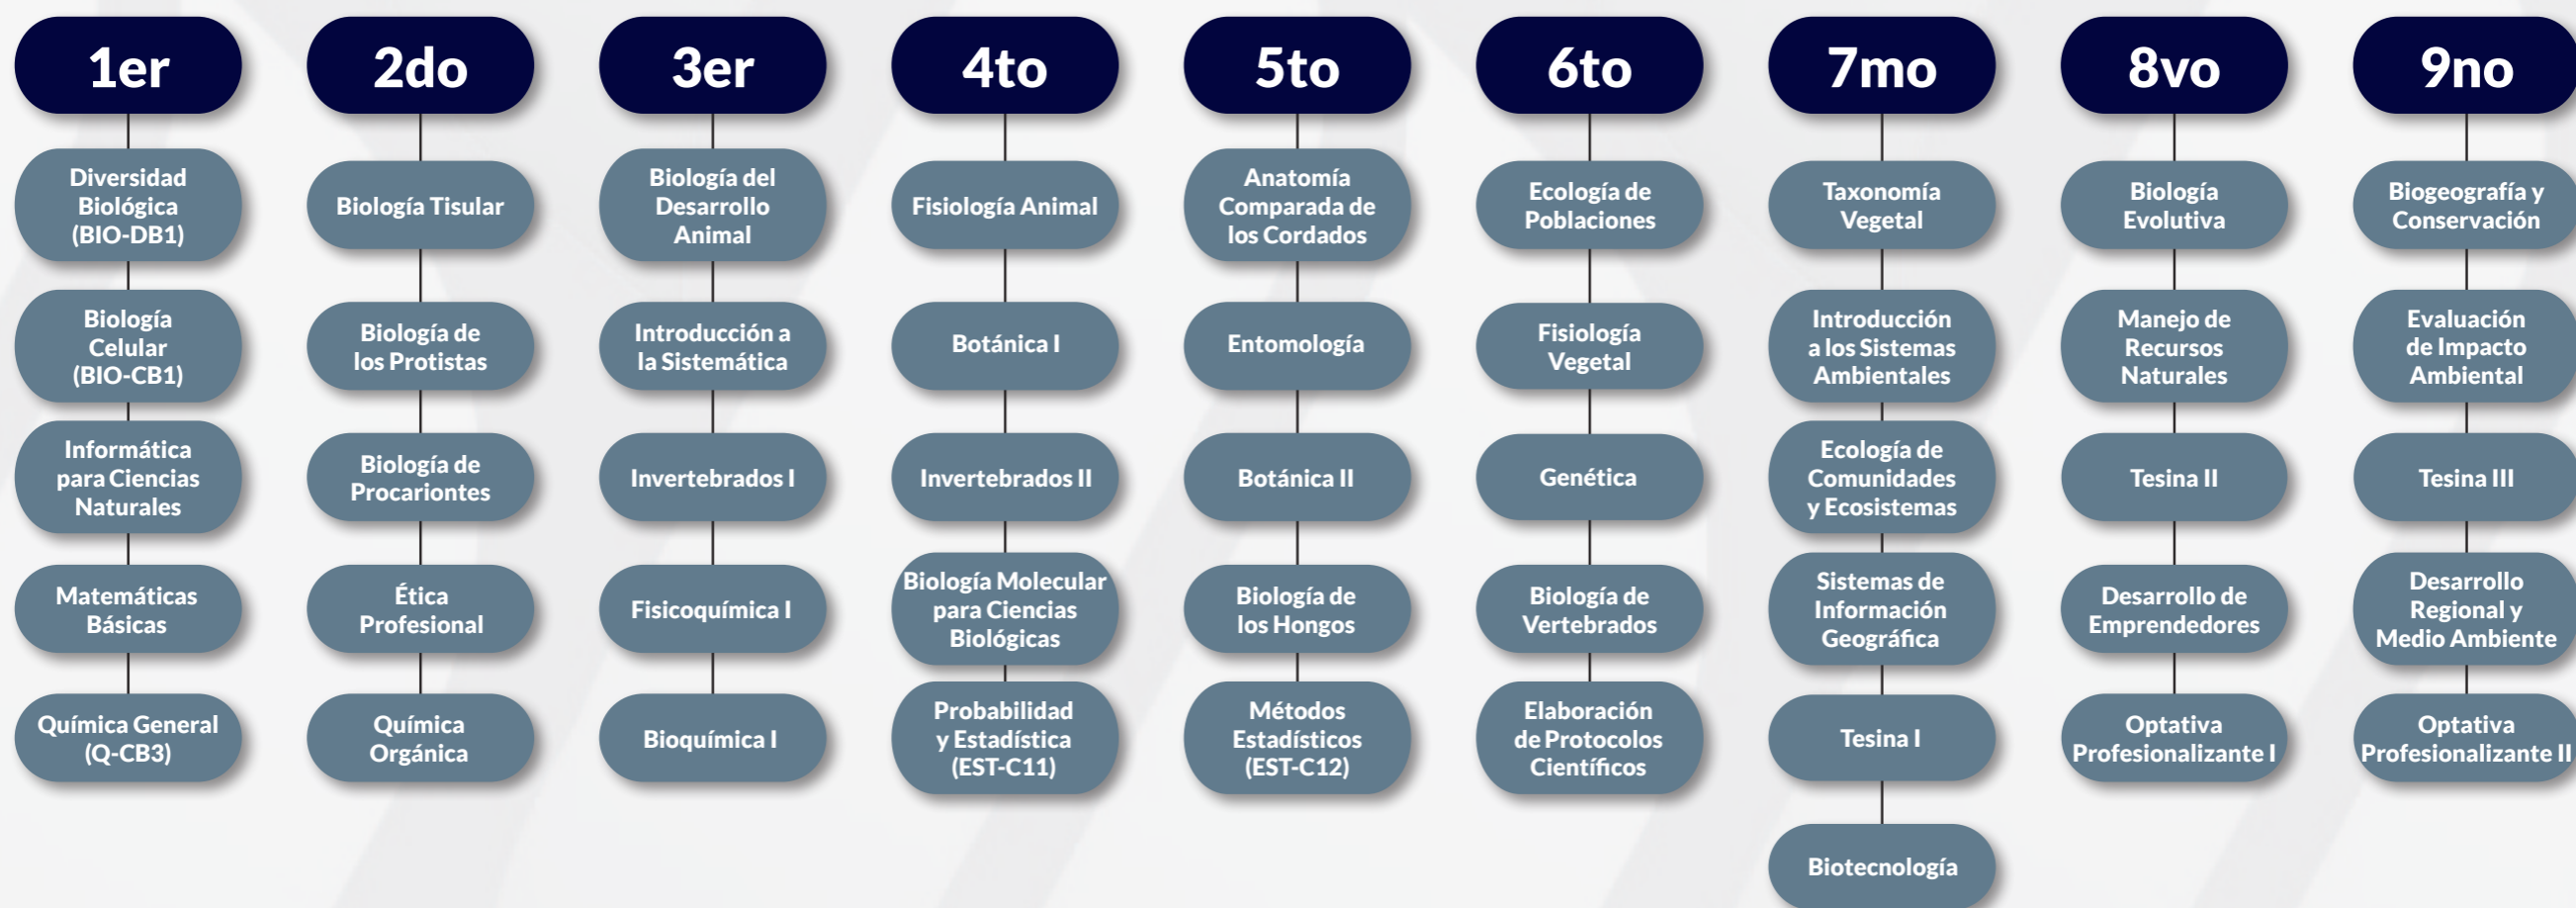 1er
Diversidad
Biológica
(BIO-DB1)
Biología
Celular
(BIO-CB1)
Informática
para Ciencias
Naturales
Matemáticas
Básicas
Química General
(Q-CB3)
2do
Biología Tisular
Biología de
los Protistas
Biología de
Procariontes
Ética
Profesional
Química
Orgánica
3er
Biología del
Desarrollo
Animal
Introducción a
la Sistemática
Invertebrados I
Fisicoquímica I
Bioquímica I
4to
Fisiología Animal
Botánica I
Invertebrados II
Biología Molecular
para Ciencias
Biológicas
Probabilidad
y Estadística
(EST-C11)
5to
Anatomía
Comparada de
los Cordados
Entomología
Botánica II
Biología de
los Hongos
Métodos
Estadísticos
(EST-C12)
6to
Ecología de
Poblaciones
Fisiología
Vegetal
Genética
Biología de
Vertebrados
Elaboración
de Protocolos
Científicos
7mo
Taxonomía
Vegetal
Introducción
a los Sistemas
Ambientales
Ecología de
Comunidades
y Ecosistemas
Sistemas de
Información
Geográfica
Tesina I
Biotecnología
8vo
Biología
Evolutiva
Manejo de
Recursos
Naturales
Tesina II
Desarrollo de
Emprendedores
Optativa
Profesionalizante I
9no
Biogeografía y
Conservación
Evaluación
de Impacto
Ambiental
Tesina III
Desarrollo
Regional y
Medio Ambiente
Optativa
Profesionalizante II